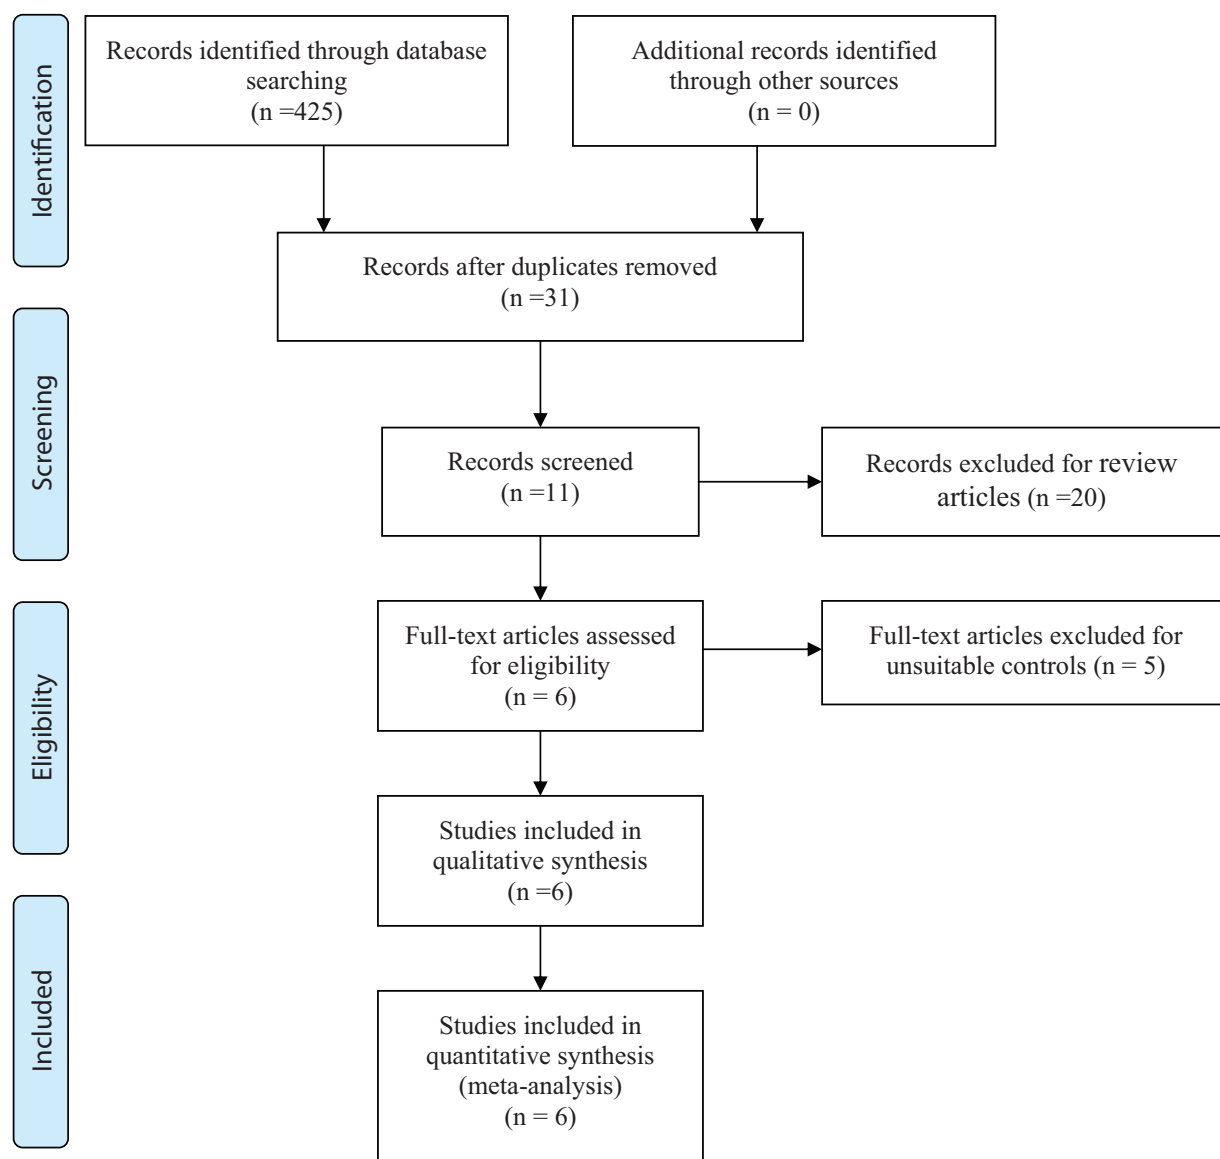 Identification
Records identified through database
searching
(n =425)
Additional records identified
through other sources
(n = 0)
Records after duplicates removed
(n =31)
Screening
Records screened
(n =11)
Records excluded for review
articles (n =20)
Eligibility
Full-text articles assessed
for eligibility
(n = 6)
Full-text articles excluded for
unsuitable controls (n = 5)
Studies included in
qualitative synthesis
(n =6)
Included
Studies included in
quantitative synthesis
(meta-analysis)
(n = 6)